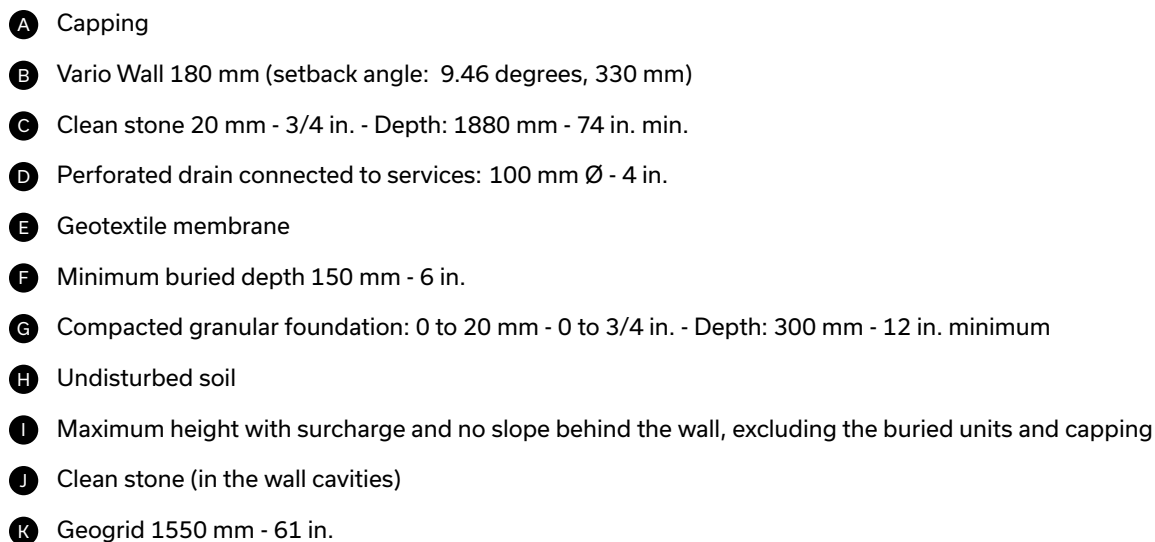 A Capping
B Vario Wall 180 mm (setback angle:  9.46 degrees, 330 mm)
C Clean stone 20 mm - 3/4 in. - Depth: 1880 mm - 74 in. min.
D Perforated drain connected to services: 100 mm Ø - 4 in.
E Geotextile membrane
F Minimum buried depth 150 mm - 6 in.
G Compacted granular foundation: 0 to 20 mm - 0 to 3/4 in. - Depth: 300 mm - 12 in. minimum
H Undisturbed soil
I Maximum height with surcharge and no slope behind the wall, excluding the buried units and capping
J Clean stone (in the wall cavities)
K Geogrid 1550 mm - 61 in.